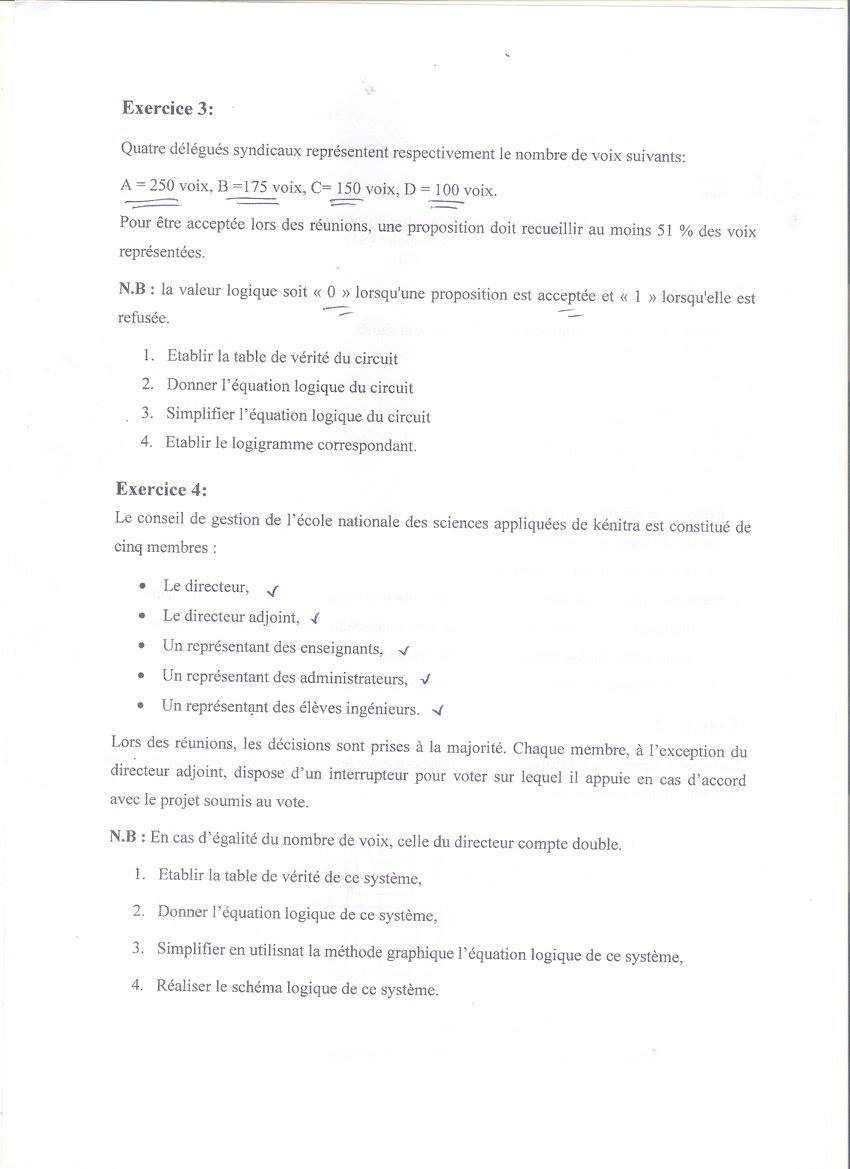 Exercice 3:
Quatre délégués syndicaux représentent respectivement le nombre de voix suivants:
A = 250 voix, B =175 voix, C= 150 voix, D = 100 voix.
Pour être acceptée lors des réunions, une proposition doit recueillir au moins 51 % des voix
représentées.
N.B : la valeur logique soit « 0 » lorsqu'une proposition est acceptée et « 1 » lorsqu'elle est
refusée.
1. Etablir la table de vérité du circuit
2. Donner l'équation logique du circuit
3. Simplifier l'équation logique du circuit
4. Etablir le logigramme correspondant.
Exercice 4:
Le conseil de gestion de l'école nationale des sciences appliquées de kénitra est constitué de
cinq membres :
• Le directeur,
• Le directeur adjoint,
• Un représentant des enseignants,
• Un représentant des administrateurs,
• Un représentant des élèves ingénieurs.
Lors des réunions, les décisions sont prises à la majorité. Chaque membre, à l'exception du
directeur adjoint, dispose d'un interrupteur pour voter sur lequel il appuie en cas d'accord
avec le projet soumis au vote.
N.B : En cas d'égalité du nombre de voix, celle du directeur compte double.
1. Etablir la table de vérité de ce système,
2. Donner l'équation logique de ce système,
3. Simplifier en utilisnat la méthode graphique l'équation logique de ce système,
4. Réaliser le schéma logique de ce système.